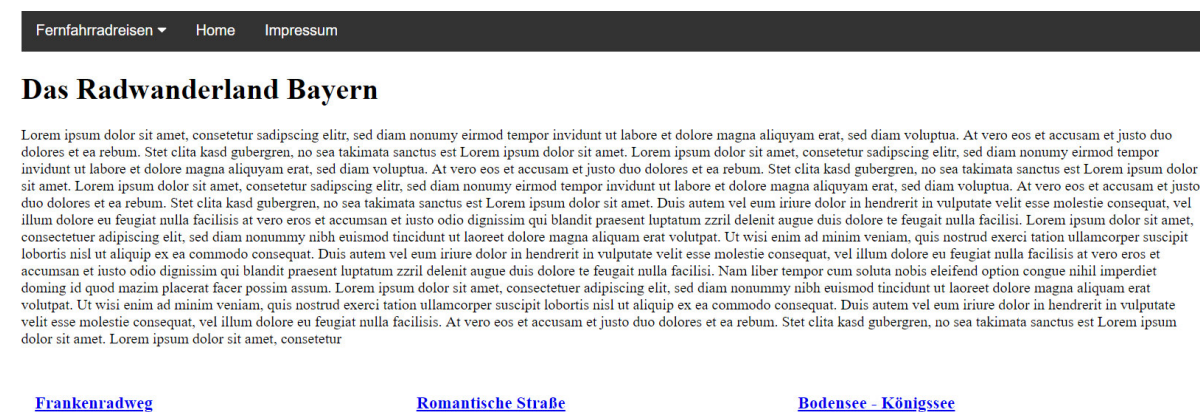 Fernfahrradreisen Home Impressum
Das Radwanderland Bayern
Lorem ipsum dolor sit amet, consetetur sadipscing elitr, sed diam nonumy eirmod tempor invidunt ut labore et dolore magna aliquyam erat, sed diam voluptua. At vero eos et accusam et justo duo
dolores et ea rebum. Stet clita kasd gubergren, no sea takimata sanctus est Lorem ipsum dolor sit amet. Lorem ipsum dolor sit amet, consetetur sadipscing elitr, sed diam nonumy eirmod tempor
invidunt ut labore et dolore magna aliquyam erat, sed diam voluptua. At vero eos et accusam et justo duo dolores et ea rebum. Stet clita kasd gubergren, no sea takimata sanctus est Lorem ipsum dolor
sit amet. Lorem ipsum dolor sit amet, consetetur sadipscing elitr, sed diam nonumy eirmod tempor invidunt ut labore et dolore magna aliquyam erat, sed diam voluptua. At vero eos et accusam et justo
duo dolores et ea rebum. Stet clita kasd gubergren, no sea takimata sanctus est Lorem ipsum dolor sit amet. Duis autem vel eum iriure dolor in hendrerit in vulputate velit esse molestie consequat, vel
illum dolore eu feugiat nulla facilisis at vero eros et accumsan et iusto odio dignissim qui blandit praesent luptatum zzril delenit augue duis dolore te feugait nulla facilisi. Lorem ipsum dolor sit amet,
consectetuer adipiscing elit, sed diam nonummy nibh euismod tincidunt ut laoreet dolore magna aliquam erat volutpat. Ut wisi enim ad minim veniam, quis nostrud exerci tation ullamcorper suscipit
lobortis nisl ut aliquip ex ea commodo consequat. Duis autem vel eum iriure dolor in hendrerit in vulputate velit esse molestie consequat, vel illum dolore eu feugiat nulla facilisis at vero eros et
accumsan et iusto odio dignissim qui blandit praesent luptatum zzril delenit augue duis dolore te feugait nulla facilisi. Nam liber tempor cum soluta nobis eleifend option congue nihil imperdiet
doming id quod mazim placerat facer possim assum. Lorem ipsum dolor sit amet, consectetuer adipiscing elit, sed diam nonummy nibh euismod tincidunt ut laoreet dolore magna aliquam erat
volutpat. Ut wisi enim ad minim veniam, quis nostrud exerci tation ullamcorper suscipit lobortis nisl ut aliquip ex ea commodo consequat. Duis autem vel eum iriure dolor in hendrerit in vulputate
velit esse molestie consequat, vel illum dolore eu feugiat nulla facilisis. At vero eos et accusam et justo duo dolores et ea rebum. Stet clita kasd gubergren, no sea takimata sanctus est Lorem ipsum
dolor sit amet. Lorem ipsum dolor sit amet, consetetur
Frankenradweg Romantische Straße Bodensee - Königssee